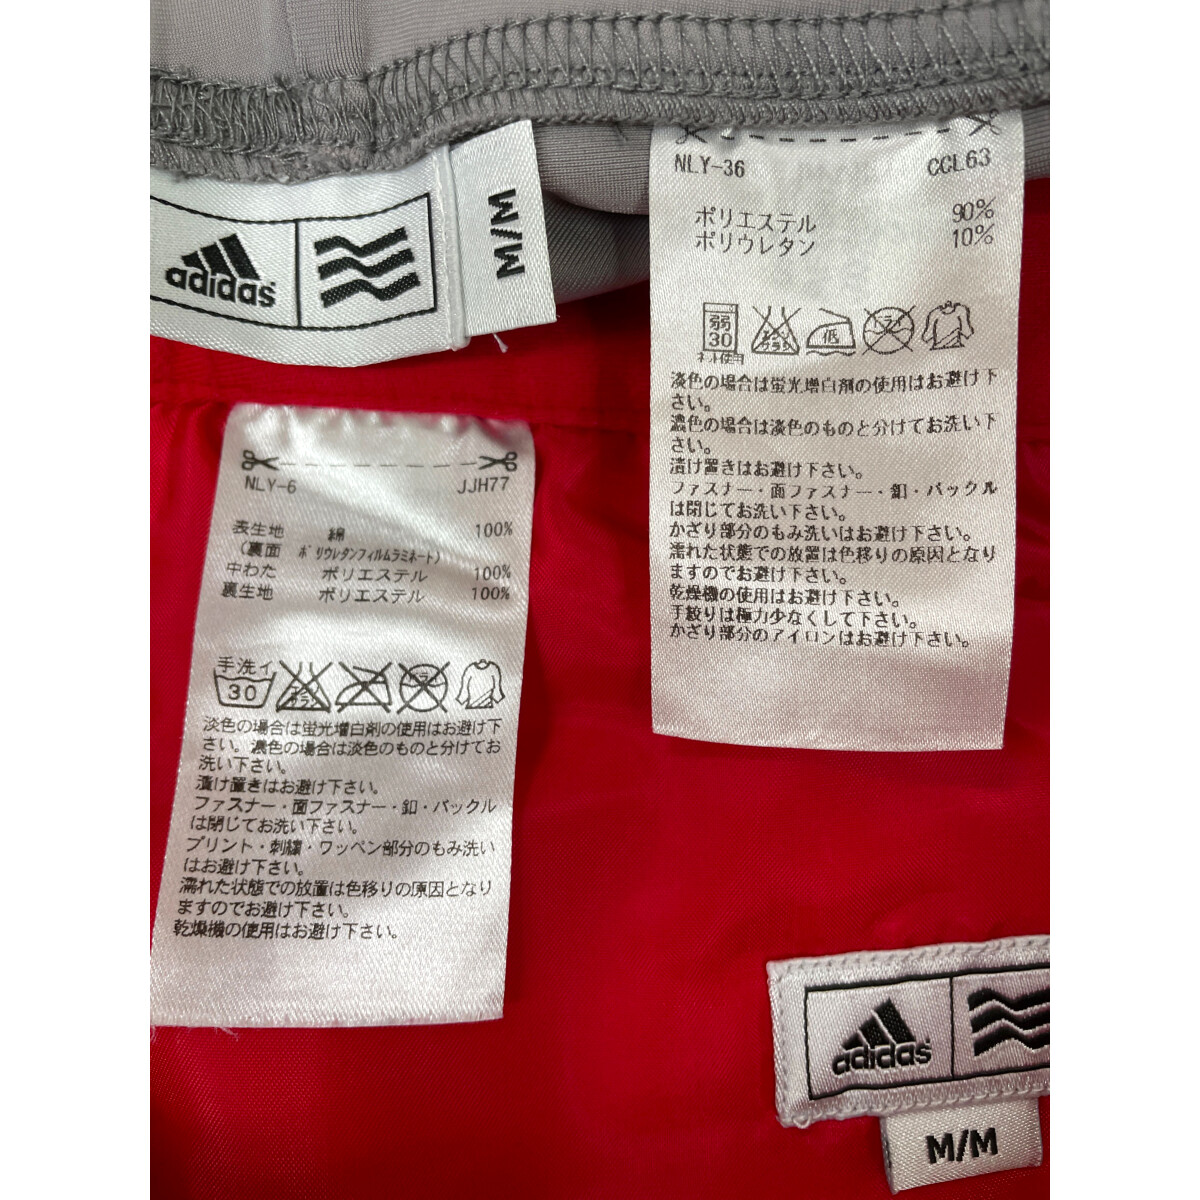 adidas
M/M
NLY-36 CCL63
ポリエステル 90%
ポリウレタン 10%
弱
30
ネット使用
エンソ
サラシ
低
ドライ
淡色の場合は蛍光増白剤の使用はお避け下
さい。
濃色の場合は淡色のものと分けてお洗い下
さい。
漬け置きはお避け下さい。
ファスナー・面ファスナー・釦・バックル
は閉じてお洗い下さい。
かざり部分のもみ洗いはお避け下さい。
濡れた状態での放置は色移りの原因となり
ますのでお避け下さい。
乾燥機の使用はお避け下さい。
手絞りは極力少なくして下さい。
かざり部分のアイロンはお避け下さい。
NLY-6 JJH77
表生地 綿 100%
(裏面 ポリウレタンフィルムラミネート)
中わた ポリエステル 100%
裏生地 ポリエステル 100%
手洗イ
30
エンソ
サラシ
ドライ
淡色の場合は蛍光増白剤の使用はお避け下
さい。濃色の場合は淡色のものと分けてお
洗い下さい。
漬け置きはお避け下さい。
ファスナー・面ファスナー・釦・バックル
は閉じてお洗い下さい。
プリント・刺繍・ワッペン部分のもみ洗い
はお避け下さい。
濡れた状態での放置は色移りの原因となり
ますのでお避け下さい。
乾燥機の使用はお避け下さい。
adidas
M/M